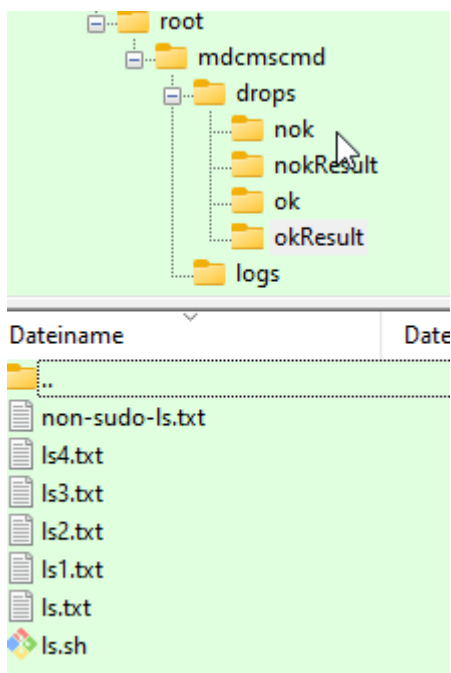 root
mdcmscmd
drops
nok
nokResult
ok
okResult
logs
Dateiname Date
..
non-sudo-ls.txt
ls4.txt
ls3.txt
ls2.txt
ls1.txt
ls.txt
ls.sh